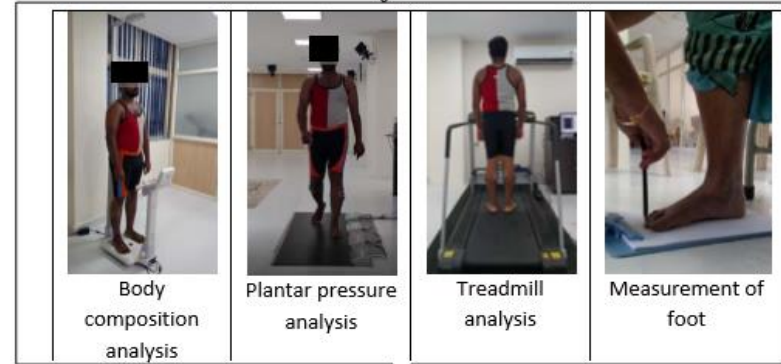 Body
composition
analysis
Plantar pressure
analysis
Treadmill
analysis
Measurement of
foot